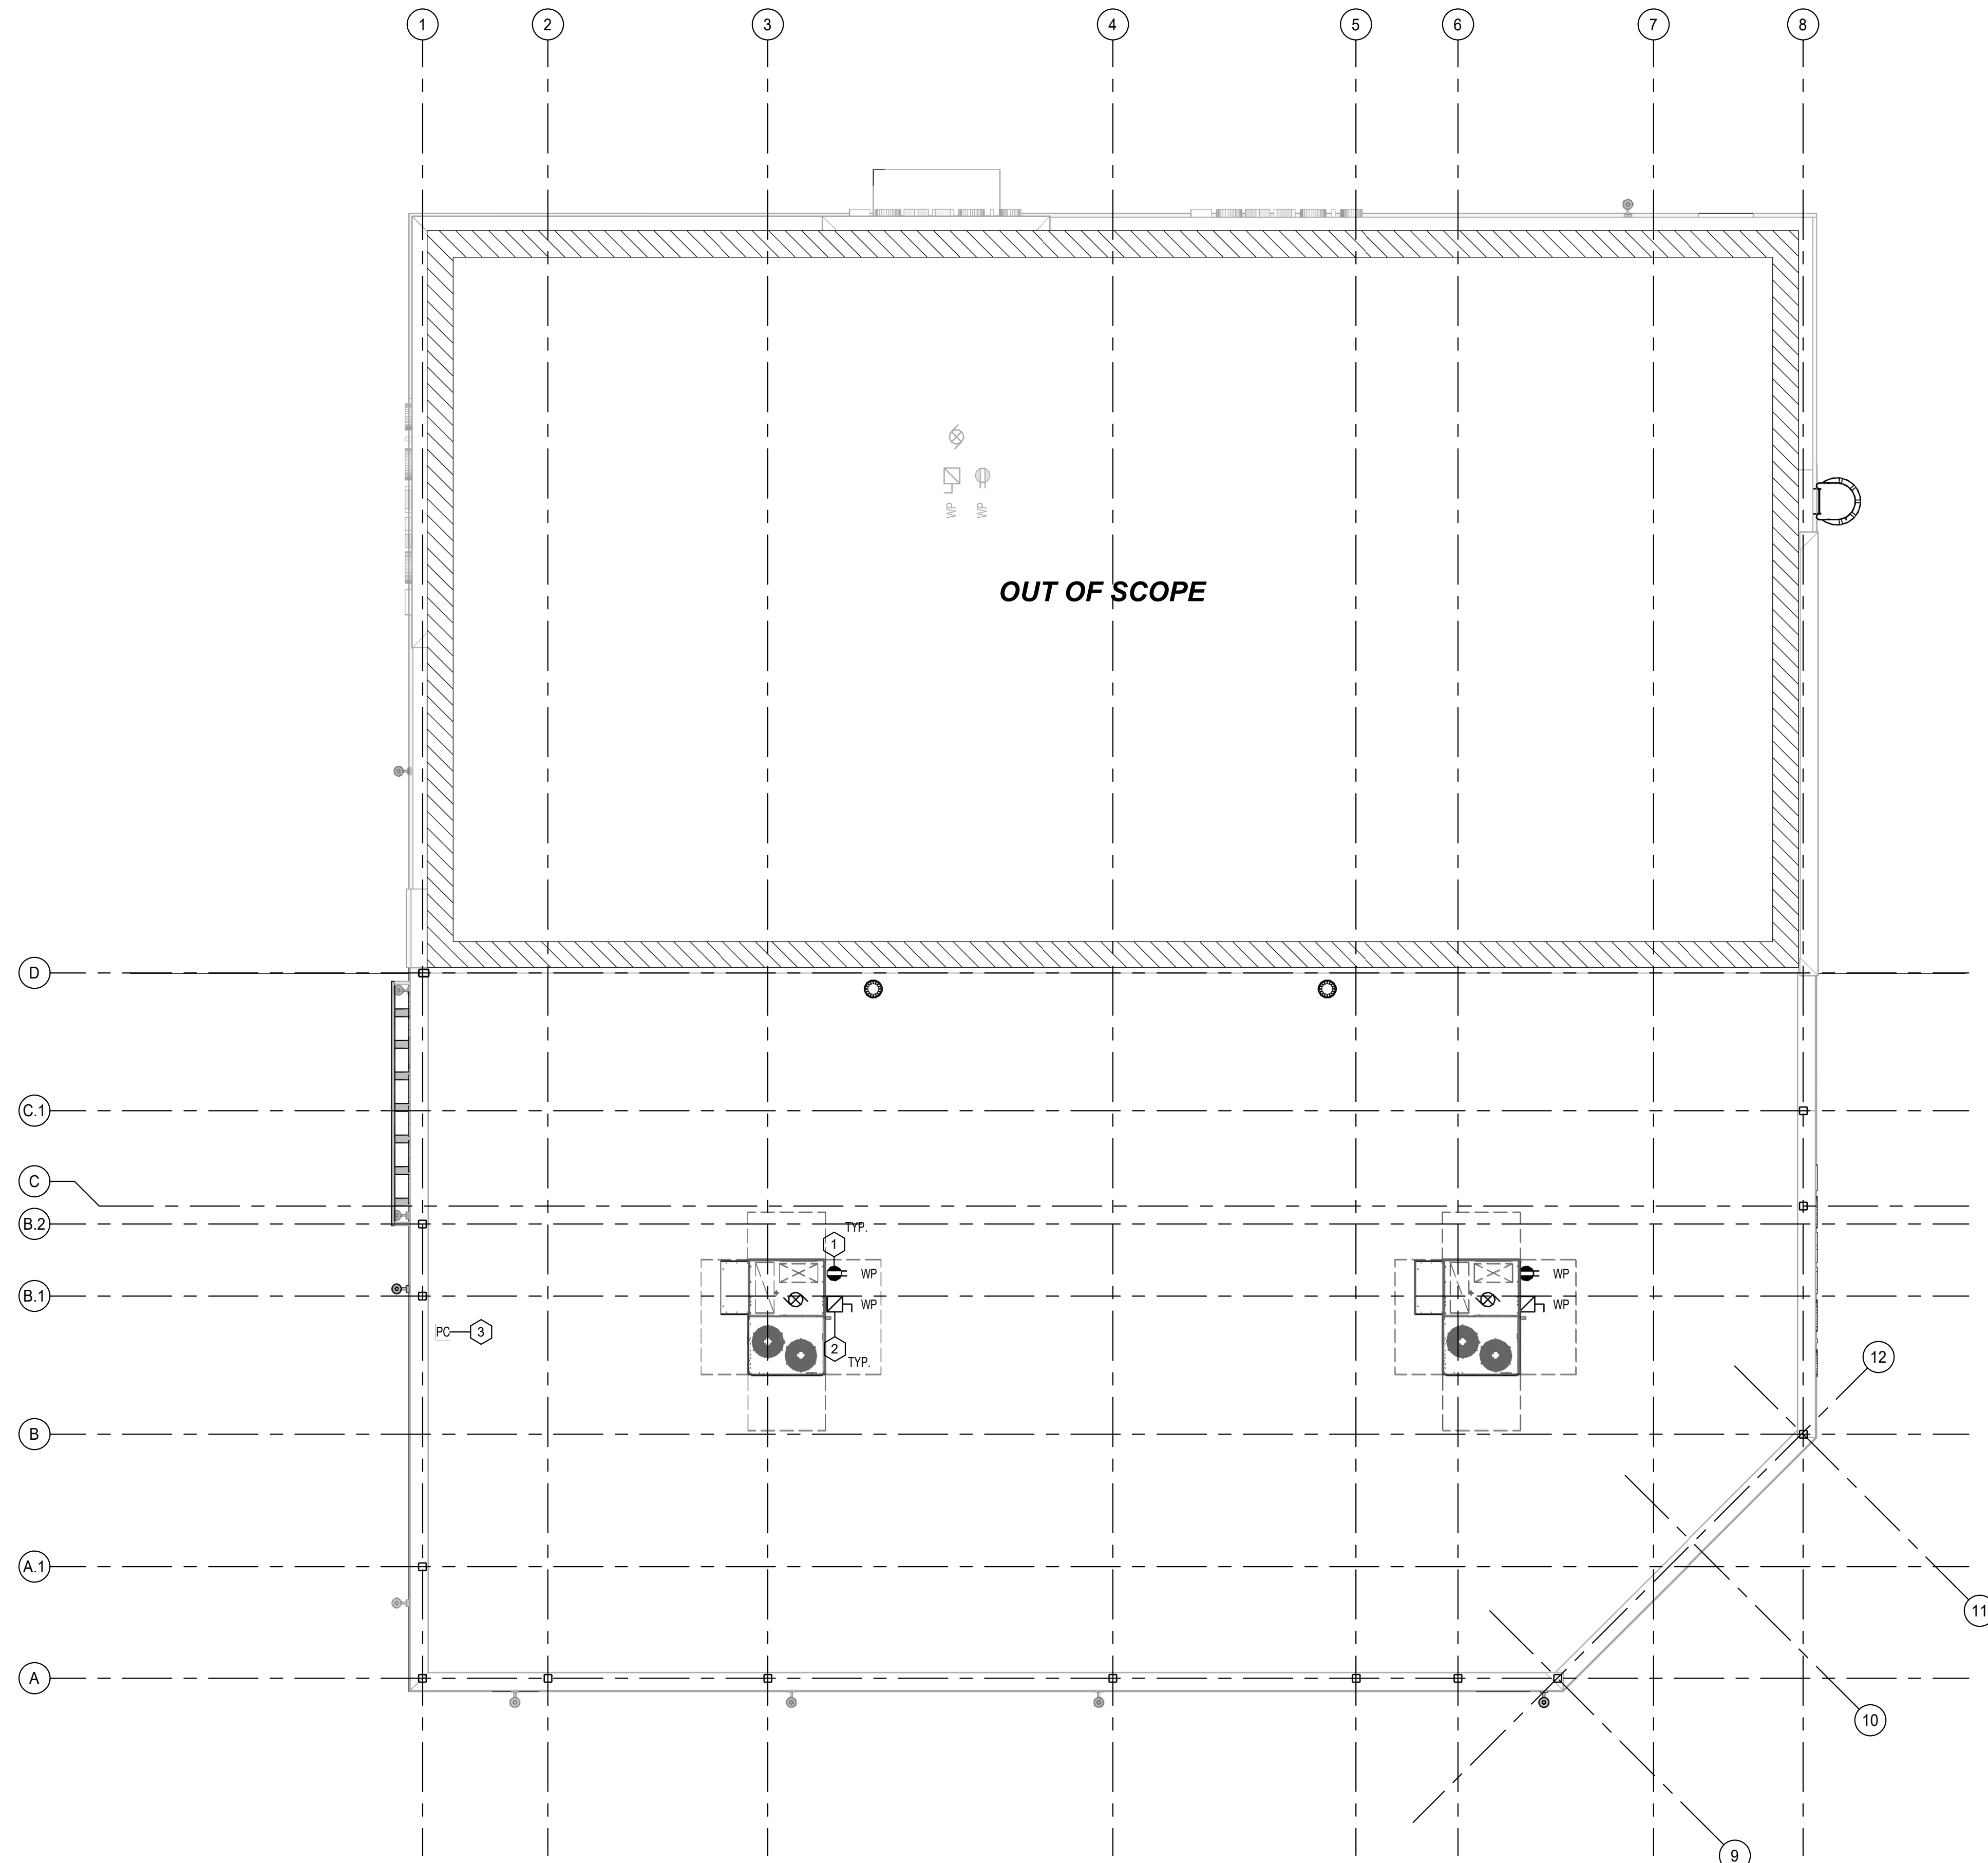 1 2 3 4 5 6 7 8
WP WP
OUT OF SCOPE
D
C.1
C
B.2
TYP.
1
WP WP
B.1
WP WP
PC 3
2
TYP.
12
B
A.1
11
A
10
9